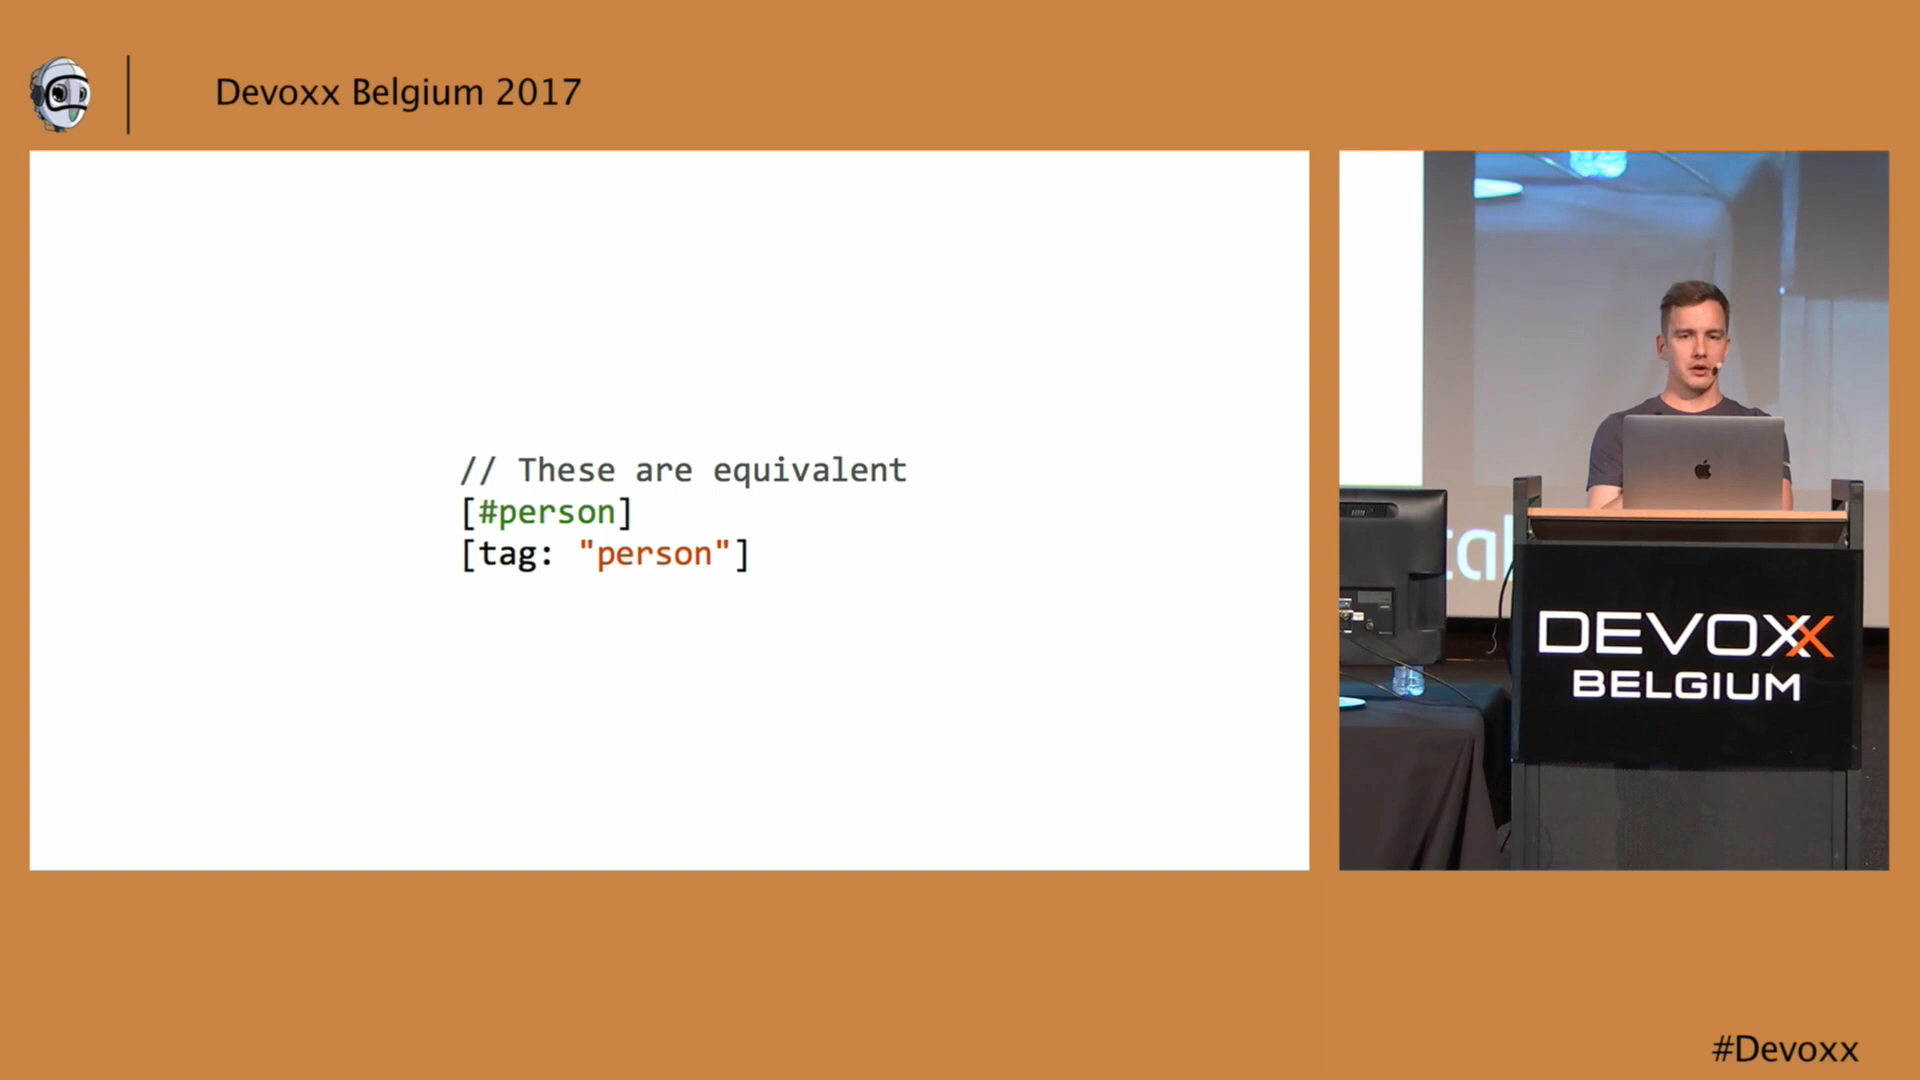 Devoxx Belgium 2017
// These are equivalent
[#person]
[tag: "person"]
DEVOXX
BELGIUM
#Devoxx